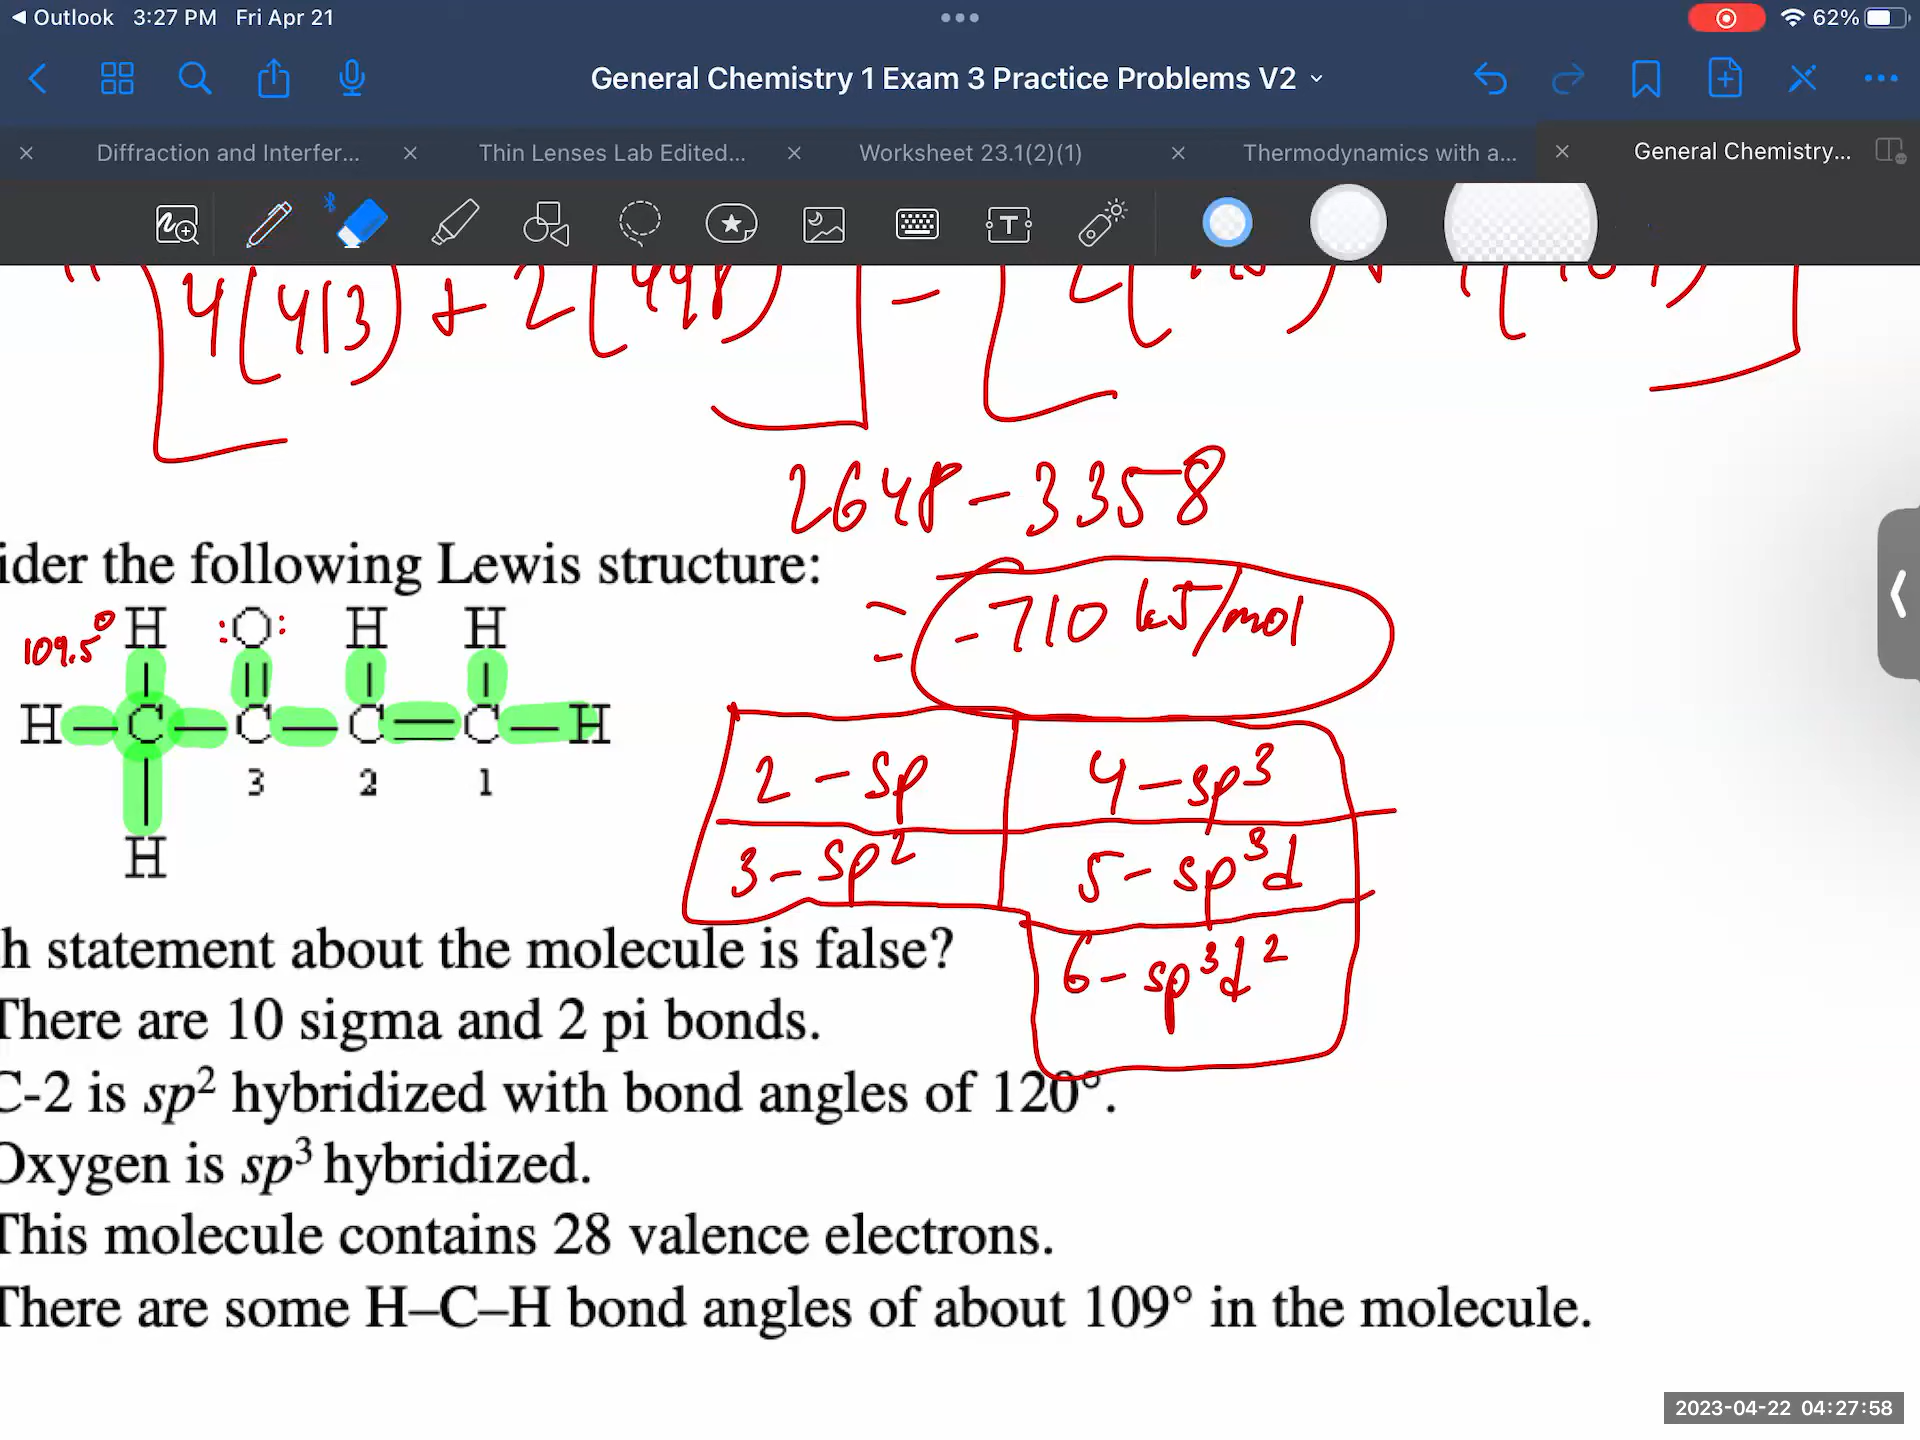 Outlook 3:27 PM Fri Apr 21
62%
General Chemistry 1 Exam 3 Practice Problems V2
Diffraction and Interfer...
Thin Lenses Lab Edited...
Worksheet 23.1(2)(1)
Thermodynamics with a...
General Chemistry...
T
4(413) + 2(498) -
2648 - 3358
ider the following Lewis structure:
= -710 kJ/mol
109.5° H :O: H H
H—C—C—C=C—H
3 2 1
H
2 - sp 4 - sp³
3 - sp² 5 - sp³d
6 - sp³d²
h statement about the molecule is false?
There are 10 sigma and 2 pi bonds.
C-2 is sp² hybridized with bond angles of 120°.
Oxygen is sp³ hybridized.
This molecule contains 28 valence electrons.
There are some H–C–H bond angles of about 109° in the molecule.
2023-04-22 04:27:58